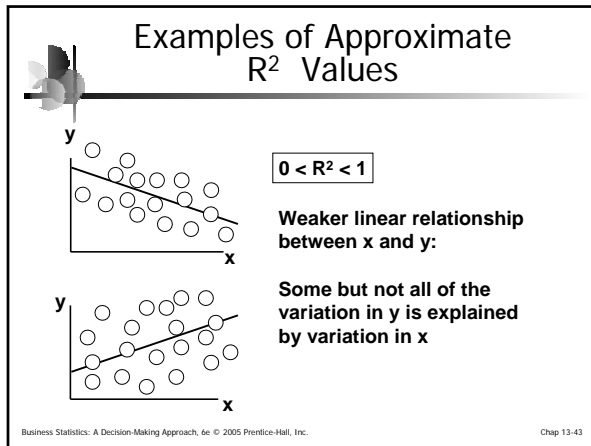 Examples of Approximate
R² Values
y
x
0 < R² < 1
Weaker linear relationship
between x and y:
y
x
Some but not all of the
variation in y is explained
by variation in x
Business Statistics: A Decision-Making Approach, 6e © 2005 Prentice-Hall, Inc.
Chap 13-43